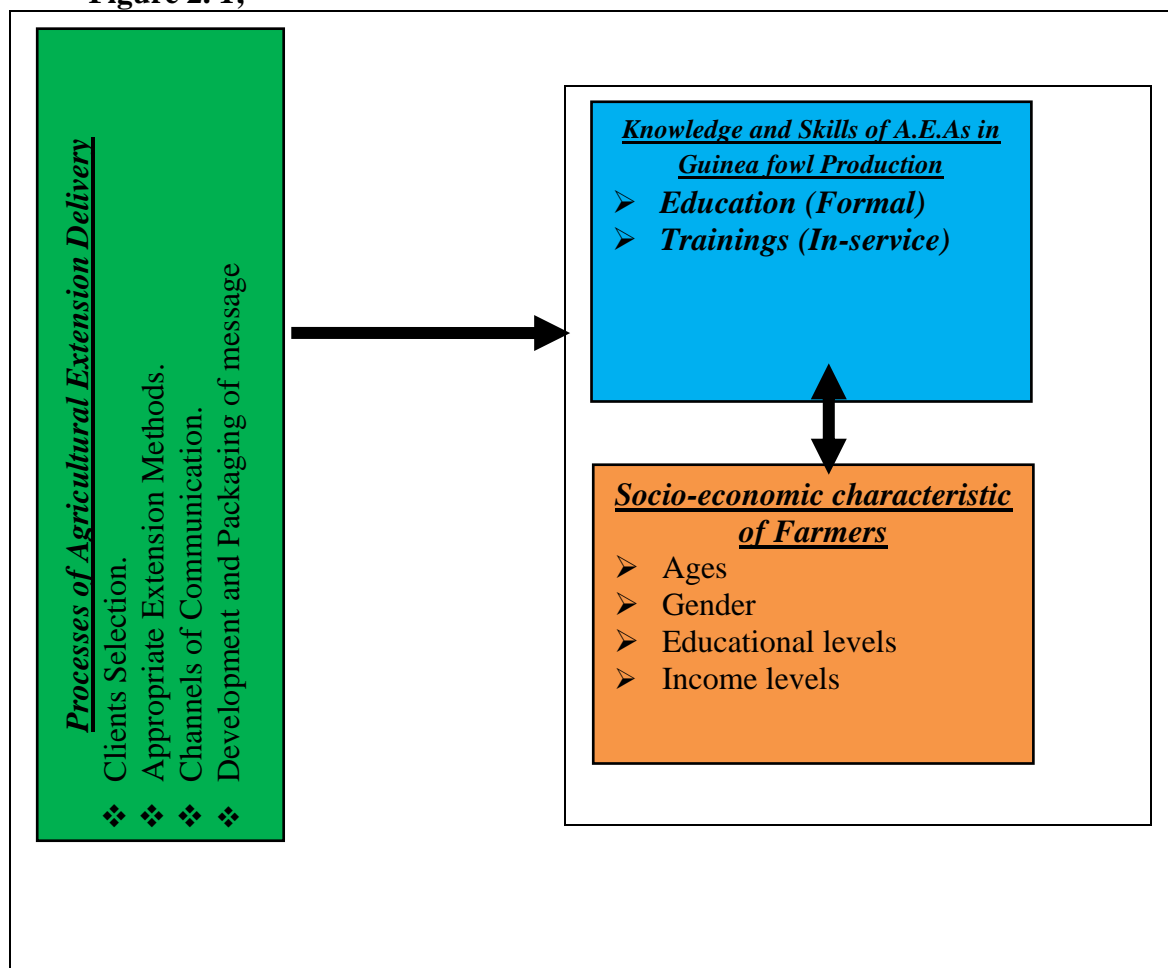 Figure 2. 1;
Processes of Agricultural Extension Delivery
❖ Clients Selection.
❖ Appropriate Extension Methods.
❖ Channels of Communication.
❖ Development and Packaging of message
Knowledge and Skills of A.E.As in
Guinea fowl Production
➢ Education (Formal)
➢ Trainings (In-service)
Socio-economic characteristic
of Farmers
➢ Ages
➢ Gender
➢ Educational levels
➢ Income levels